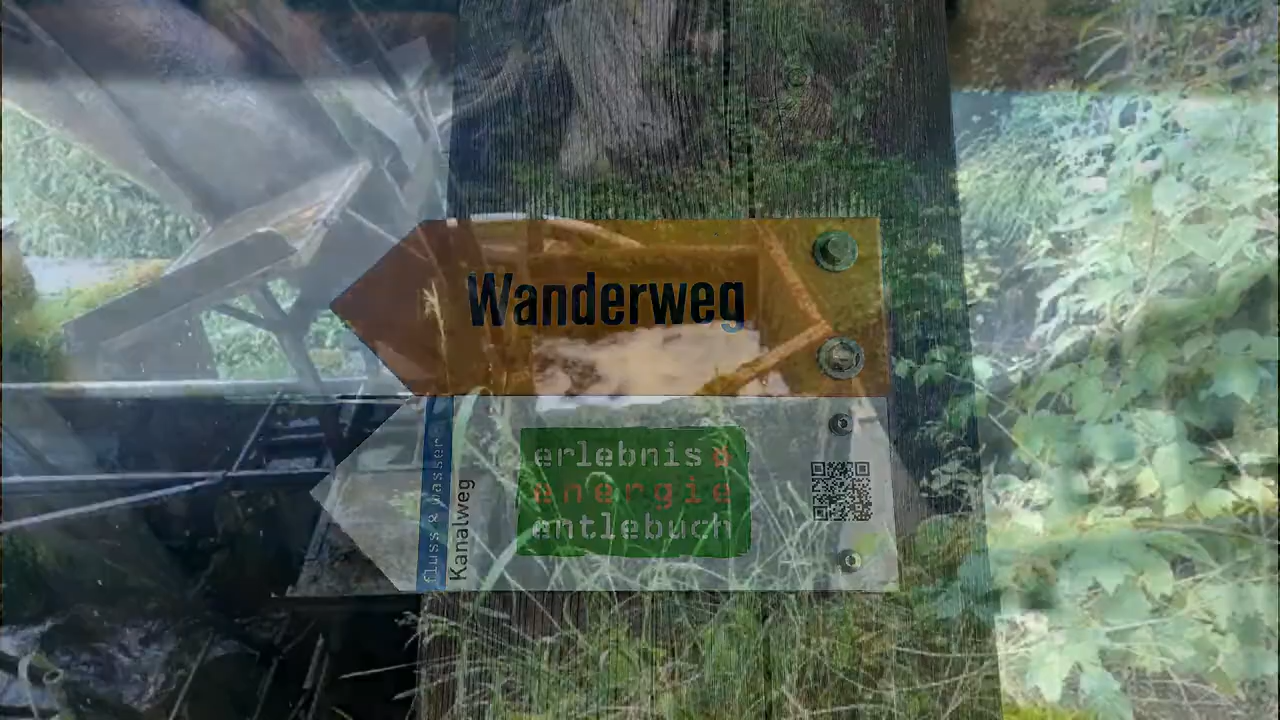 Wanderweg
fluss & wasser
Kanalweg
erlebnis
energie
entlebuch